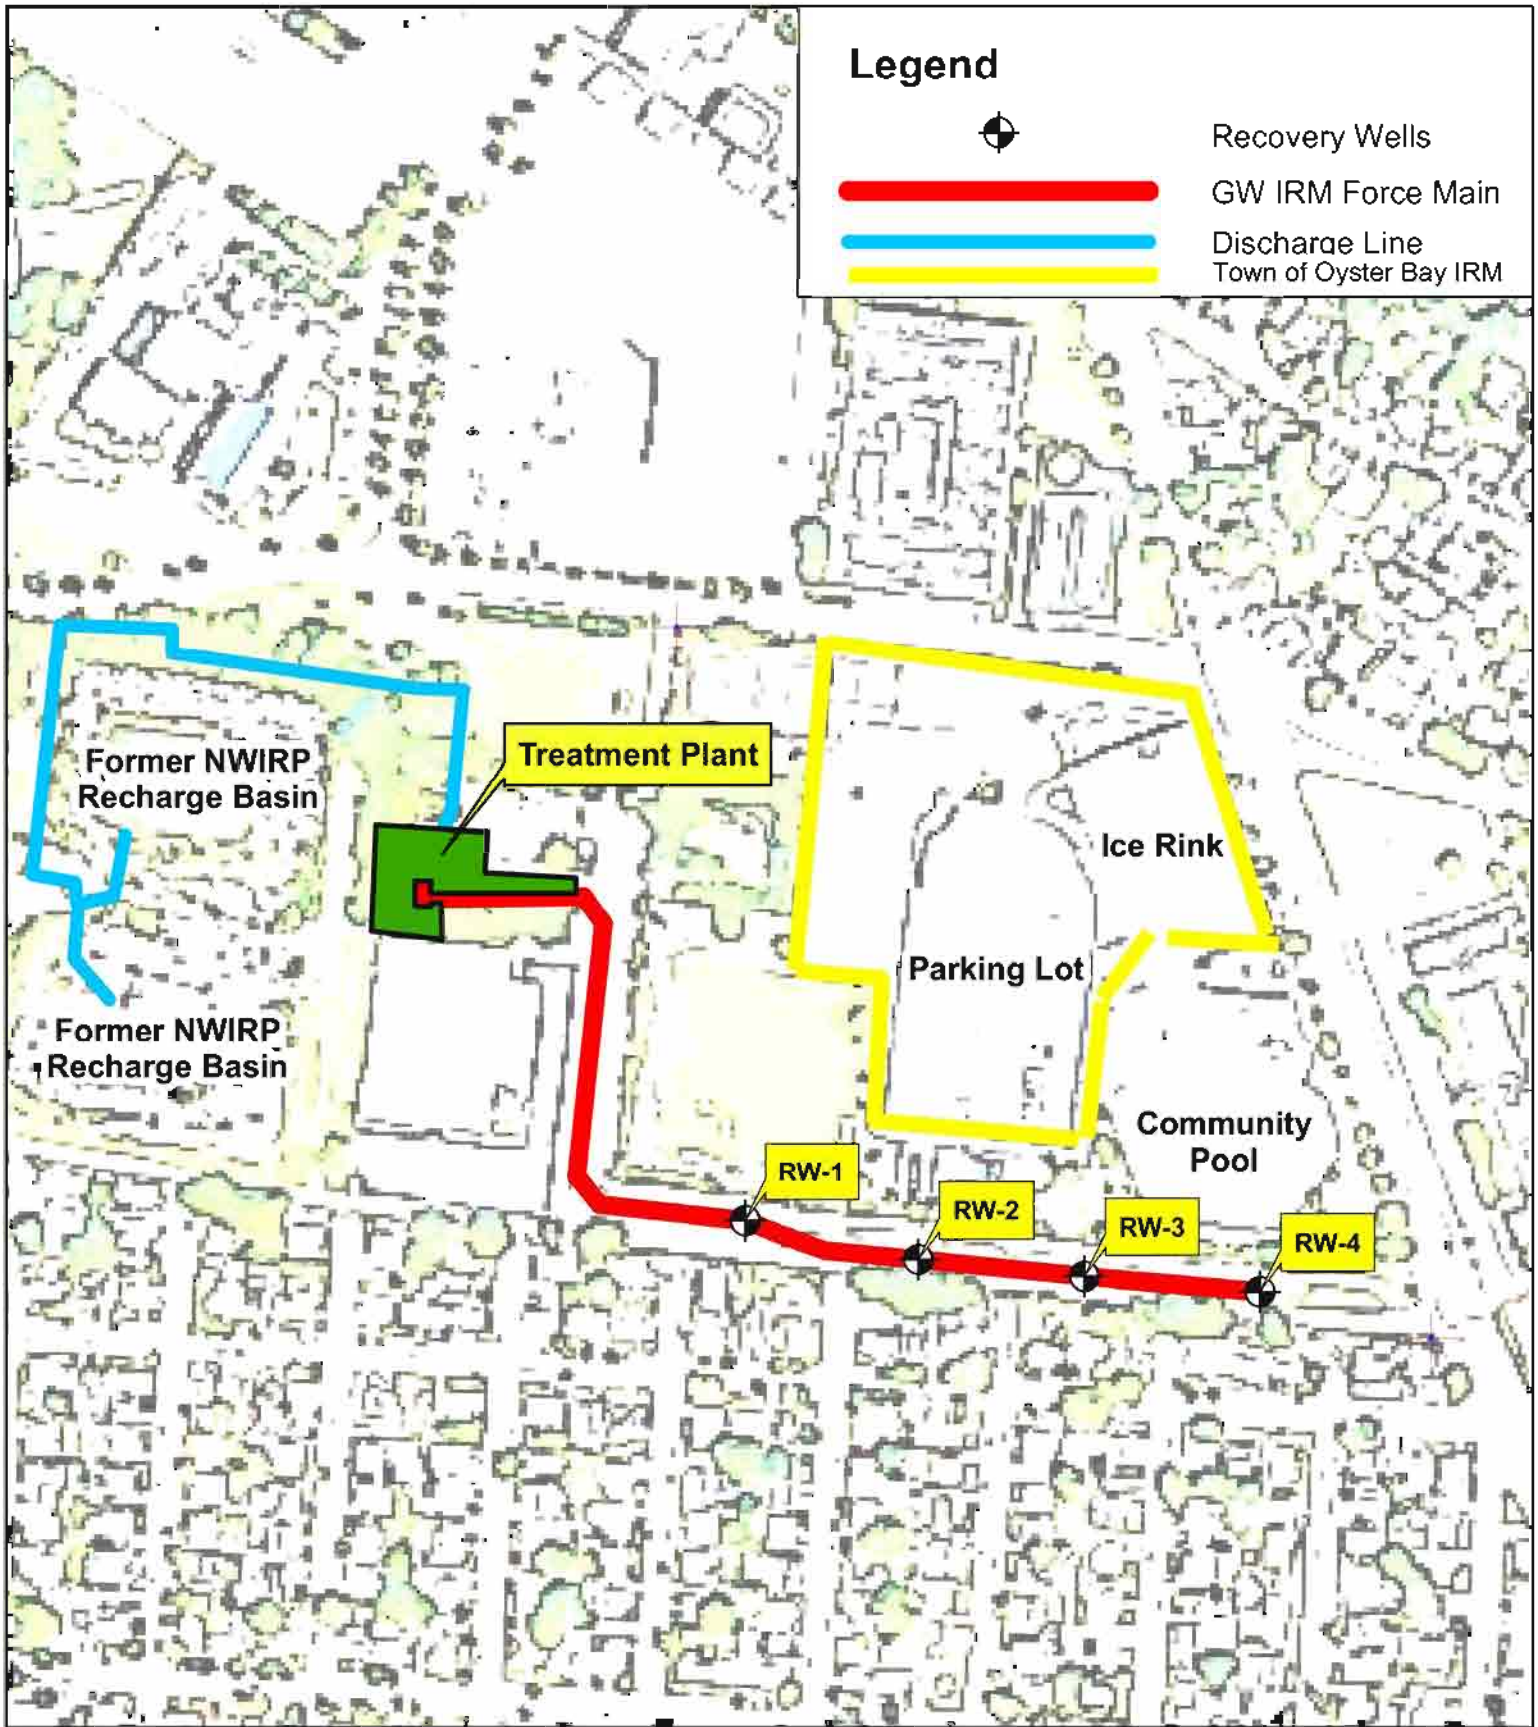 Legend
Recovery Wells
GW IRM Force Main
Discharge Line
Town of Oyster Bay IRM
Treatment Plant
Former NWIRP
Recharge Basin
Ice Rink
Parking Lot
Former NWIRP
Recharge Basin
Community
Pool
RW-1
RW-2
RW-3
RW-4